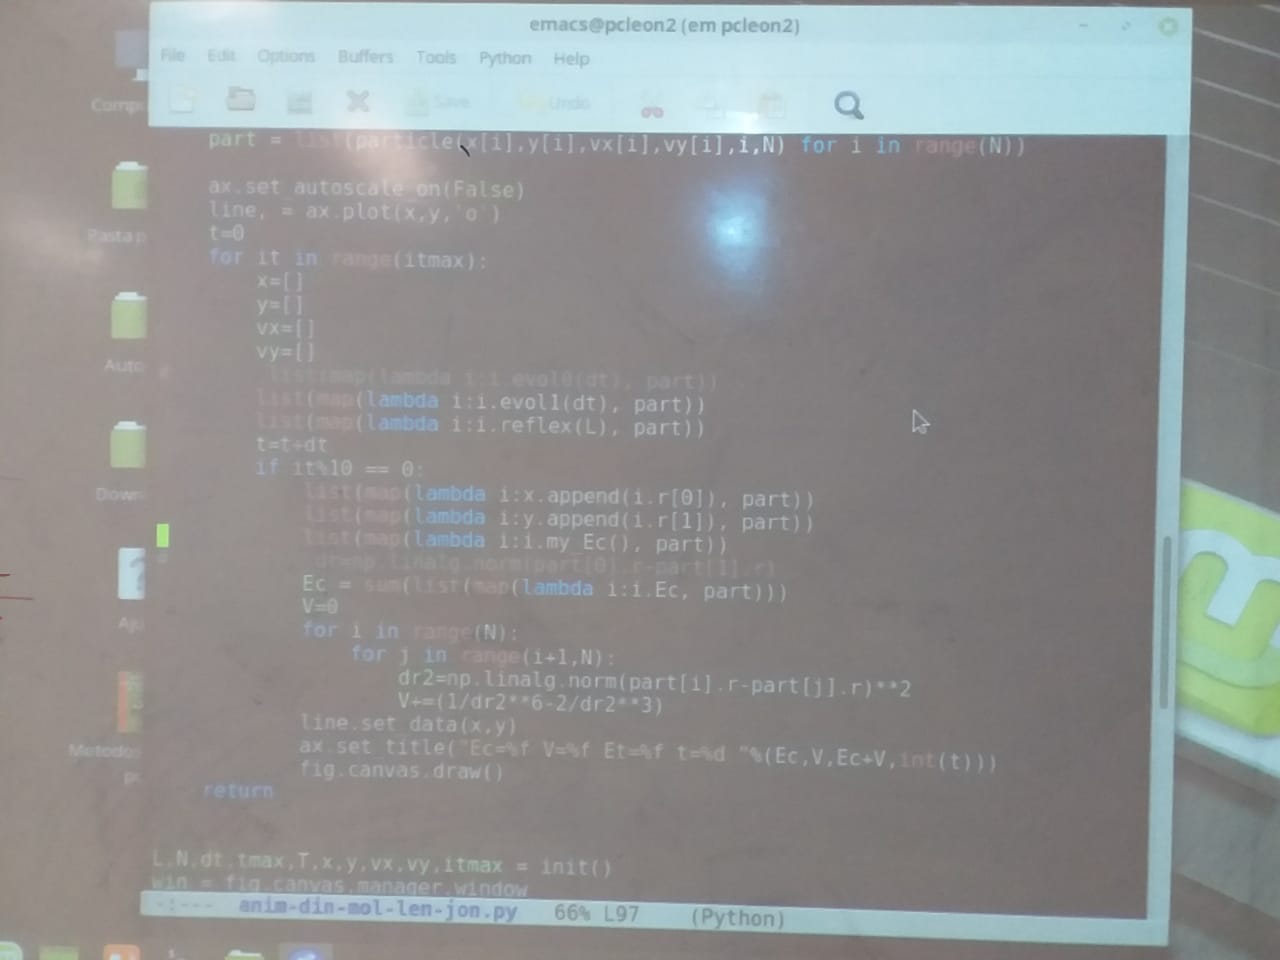 emacs@pcleon2 (em pcleon2)
File Edit Options Buffers Tools Python Help
Save Undo
part = list(particle(x[i],y[i],vx[i],vy[i],i,N) for i in range(N))
ax.set_autoscale_on(False)
line, = ax.plot(x,y,'o')
t=0
for it in range(itmax):
x=[]
y=[]
vx=[]
vy=[]
list(map(lambda i:i.evol0(dt), part))
list(map(lambda i:i.evol1(dt), part))
list(map(lambda i:i.reflex(L), part))
t=t+dt
if it%10 == 0:
list(map(lambda i:x.append(i.r[0]), part))
list(map(lambda i:y.append(i.r[1]), part))
list(map(lambda i:i.my_Ec(), part))
dr=np.linalg.norm(part[0].r-part[1].r)
Ec = sum(list(map(lambda i:i.Ec, part)))
V=0
for i in range(N):
for j in range(i+1,N):
dr2=np.linalg.norm(part[i].r-part[j].r)**2
V+=(1/dr2**6-2/dr2**3)
line.set_data(x,y)
ax.set_title("Ec=%f V=%f Et=%f t=%d "%(Ec,V,Ec+V,int(t)))
fig.canvas.draw()
return
L,N,dt,tmax,T,x,y,vx,vy,itmax = init()
win = fig.canvas.manager.window
-:--- anim-din-mol-len-jon.py 66% L97 (Python)
Compu
Pasta p
Auto
Down
Aju
Metodos